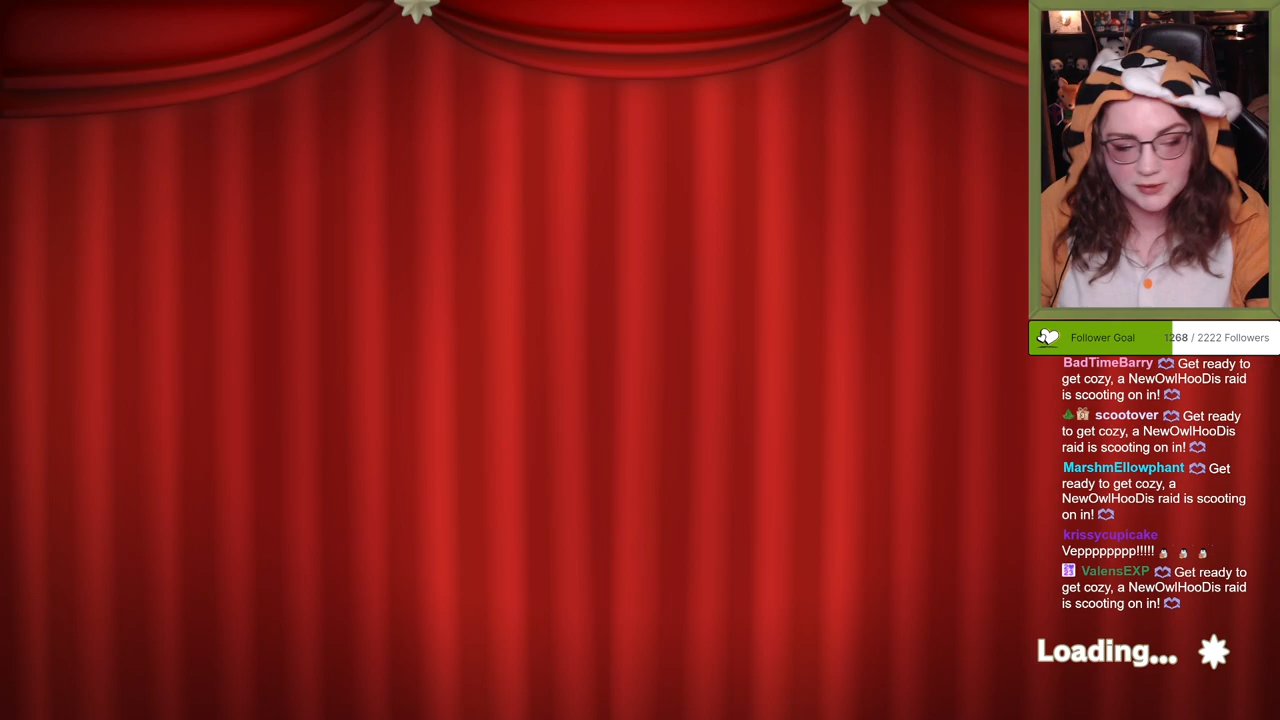 Follower Goal 1268 / 2222 Followers
BadTimeBarry Get ready to
get cozy, a NewOwlHooDis raid
is scooting on in!
scootover Get ready
to get cozy, a NewOwlHooDis
raid is scooting on in!
MarshmEllowphant Get
ready to get cozy, a
NewOwlHooDis raid is scooting
on in!
krissycupicake
Vepppppppp!!!!!
ValensEXP Get ready to
get cozy, a NewOwlHooDis raid
is scooting on in!
Loading...